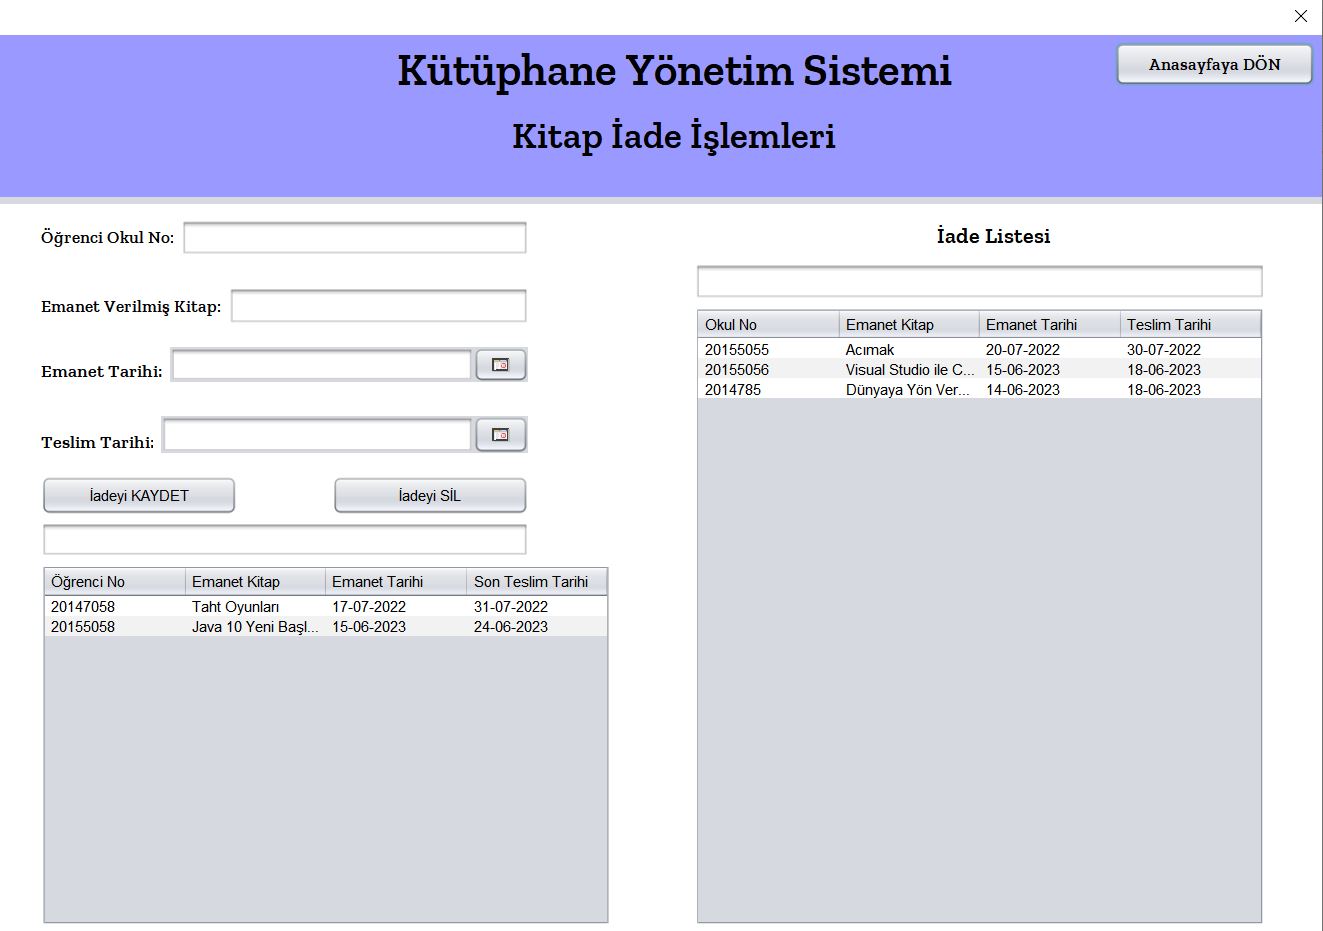 Kütüphane Yönetim Sistemi
Anasayfaya DÖN
Kitap İade İşlemleri
Öğrenci Okul No:
Emanet Verilmiş Kitap:
Emanet Tarihi:
Teslim Tarihi:
İadeyi KAYDET İadeyi SİL
Öğrenci No Emanet Kitap Emanet Tarihi Son Teslim Tarihi
20147058 Taht Oyunları 17-07-2022 31-07-2022
20155058 Java 10 Yeni Başl... 15-06-2023 24-06-2023
İade Listesi
Okul No Emanet Kitap Emanet Tarihi Teslim Tarihi
20155055 Acımak 20-07-2022 30-07-2022
20155056 Visual Studio ile C... 15-06-2023 18-06-2023
2014785 Dünyaya Yön Ver... 14-06-2023 18-06-2023